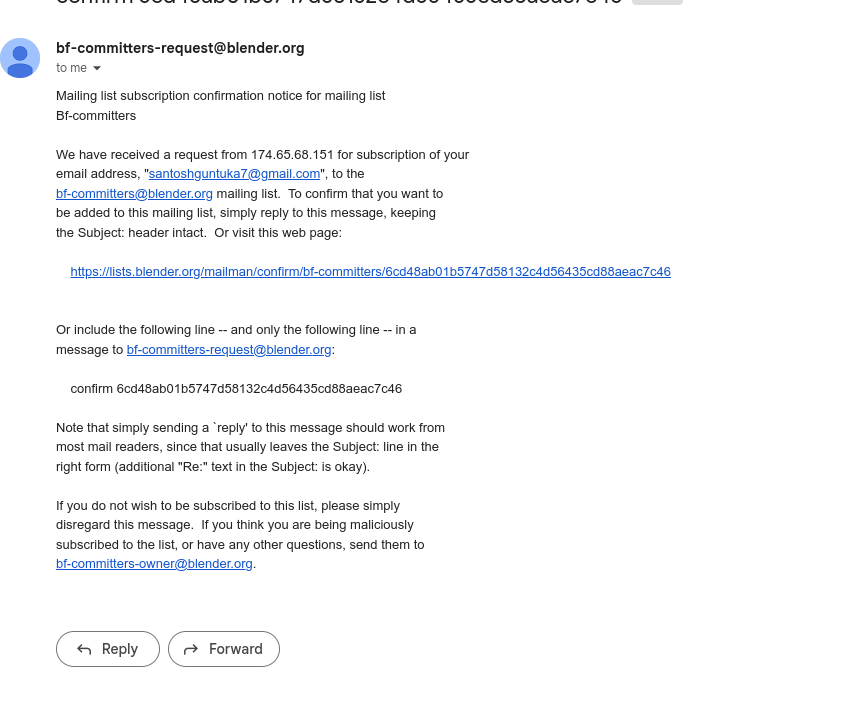 bf-committers-request@blender.org
to me
Mailing list subscription confirmation notice for mailing list
Bf-committers
We have received a request from 174.65.68.151 for subscription of your
email address, "santoshguntuka7@gmail.com", to the
bf-committers@blender.org mailing list.  To confirm that you want to
be added to this mailing list, simply reply to this message, keeping
the Subject: header intact.  Or visit this web page:
https://lists.blender.org/mailman/confirm/bf-committers/6cd48ab01b5747d58132c4d56435cd88aeac7c46
Or include the following line -- and only the following line -- in a
message to bf-committers-request@blender.org:
confirm 6cd48ab01b5747d58132c4d56435cd88aeac7c46
Note that simply sending a `reply' to this message should work from
most mail readers, since that usually leaves the Subject: line in the
right form (additional "Re:" text in the Subject: is okay).
If you do not wish to be subscribed to this list, please simply
disregard this message.  If you think you are being maliciously
subscribed to the list, or have any other questions, send them to
bf-committers-owner@blender.org.
Reply
Forward